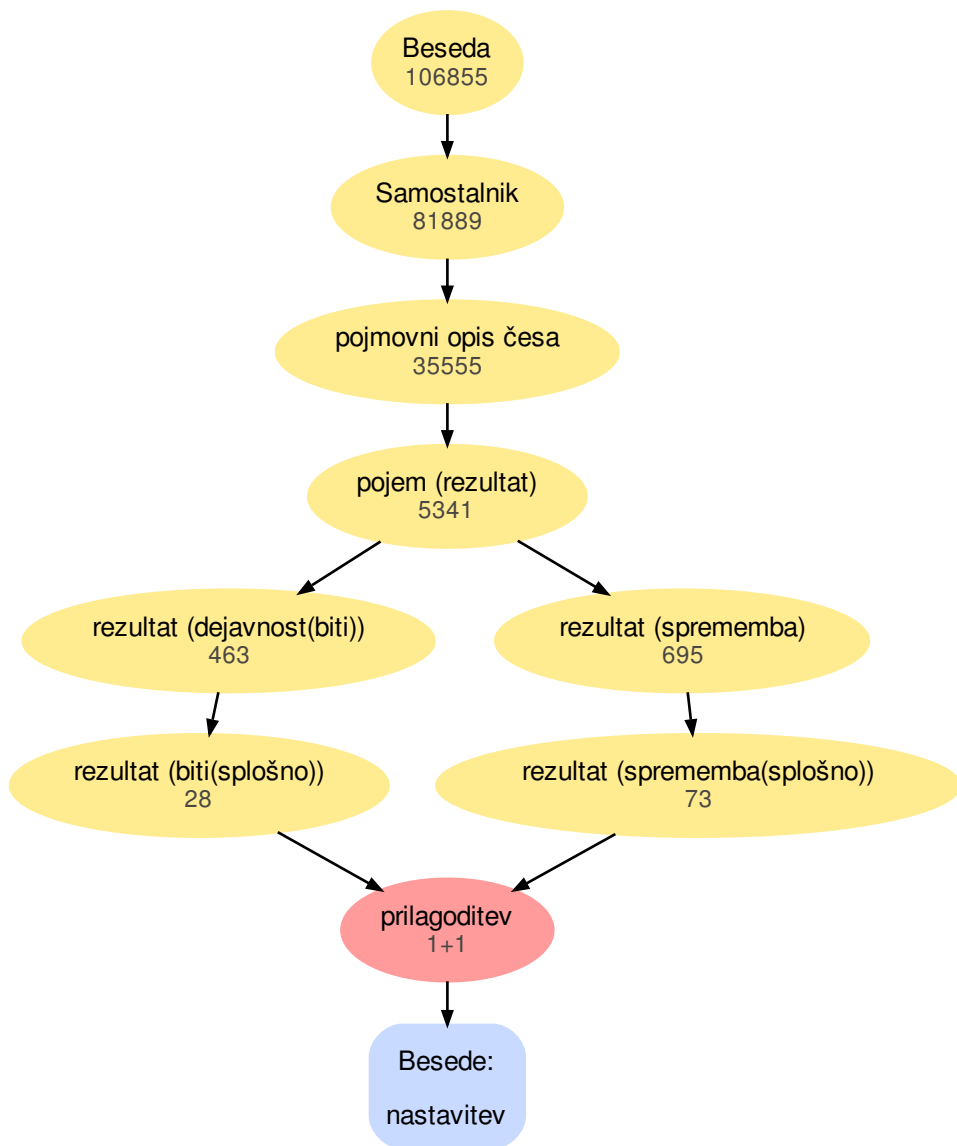 Beseda
106855
Samostalnik
81889
pojmovni opis česa
35555
pojem (rezultat)
5341
rezultat (dejavnost(biti))
463
rezultat (sprememba)
695
rezultat (biti(splošno))
28
rezultat (sprememba(splošno))
73
prilagoditev
1+1
Besede:
nastavitev